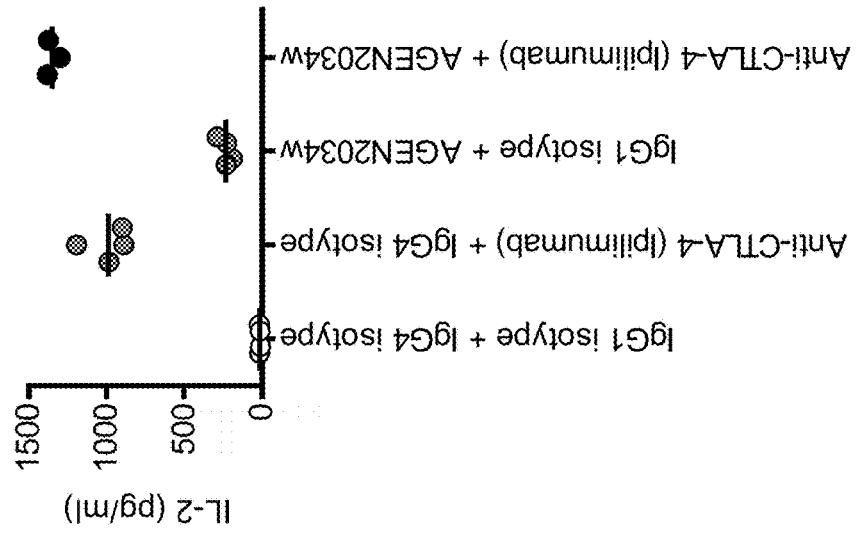 IL-2 (pg/ml)
0
500
1000
1500
IgG1 isotype + IgG4 isotype
Anti-CTLA-4 (Ipilimumab) + IgG4 isotype
IgG1 isotype + AGEN2034w
Anti-CTLA-4 (Ipilimumab) + AGEN2034w